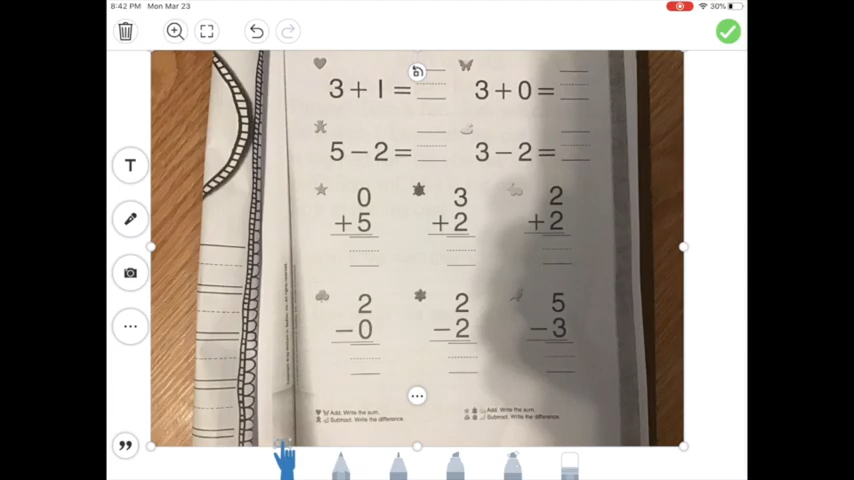 8:42 PM Mon Mar 23
30%
3+1=
3+0=
5-2=
3-2=
0
+5
3
+2
2
+2
2
-0
2
-2
5
-3
Add. Write the sum.
Subtract. Write the difference.
Add. Write the sum.
Subtract. Write the difference.
T